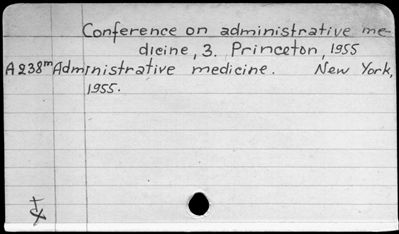 Conference on administrative me-
dicine, 3. Princeton, 1955
A238m Administrative medicine. New York,
1955.